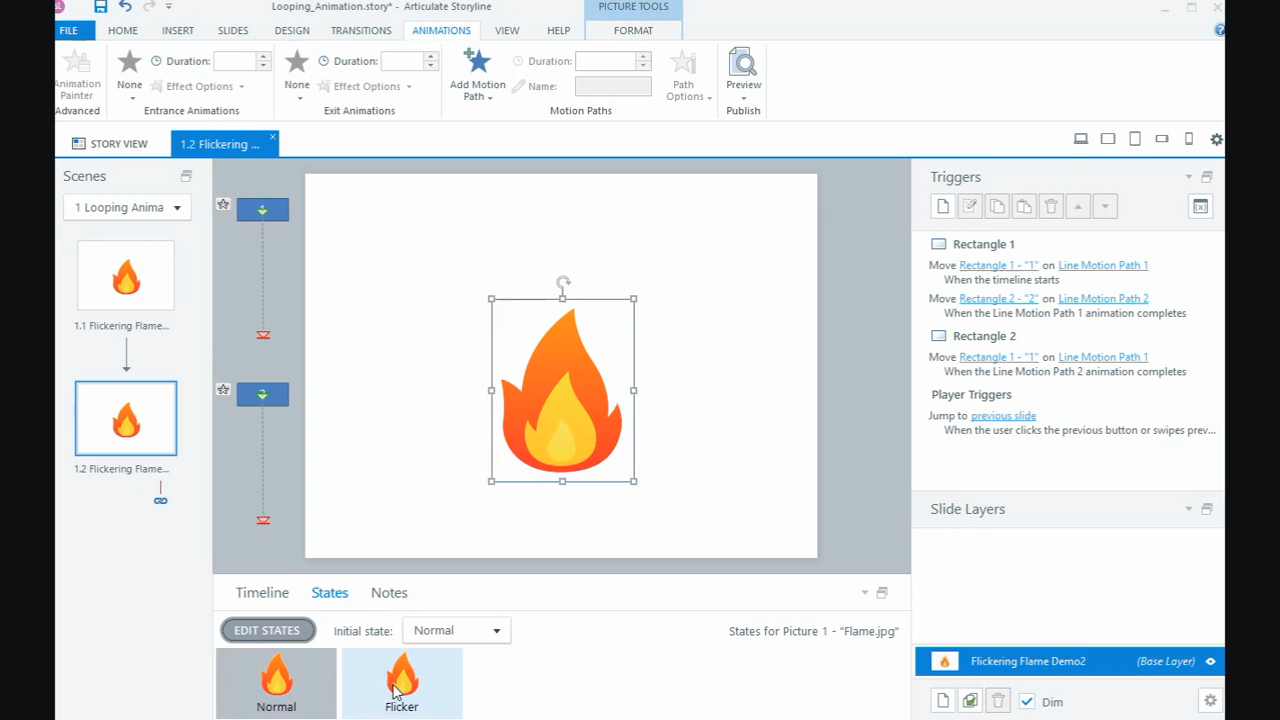 Looping_Animation.story* - Articulate Storyline
PICTURE TOOLS
FILE
HOME
INSERT
SLIDES
DESIGN
TRANSITIONS
ANIMATIONS
VIEW
HELP
FORMAT
Animation
Painter
None
Duration:
Effect Options
None
Duration:
Effect Options
Add Motion
Path
Duration:
Name:
Path
Options
Preview
Advanced
Entrance Animations
Exit Animations
Motion Paths
Publish
STORY VIEW
1.2 Flickering ...
Scenes
1 Looping Anima
1.1 Flickering Flame...
1.2 Flickering Flame...
Triggers
Rectangle 1
Move Rectangle 1 - "1" on Line Motion Path 1
When the timeline starts
Move Rectangle 2 - "2" on Line Motion Path 2
When the Line Motion Path 1 animation completes
Rectangle 2
Move Rectangle 1 - "1" on Line Motion Path 1
When the Line Motion Path 2 animation completes
Player Triggers
Jump to previous slide
When the user clicks the previous button or swipes prev...
Slide Layers
Flickering Flame Demo2 (Base Layer)
Dim
Timeline
States
Notes
EDIT STATES
Initial state:
Normal
States for Picture 1 - "Flame.jpg"
Normal
Flicker